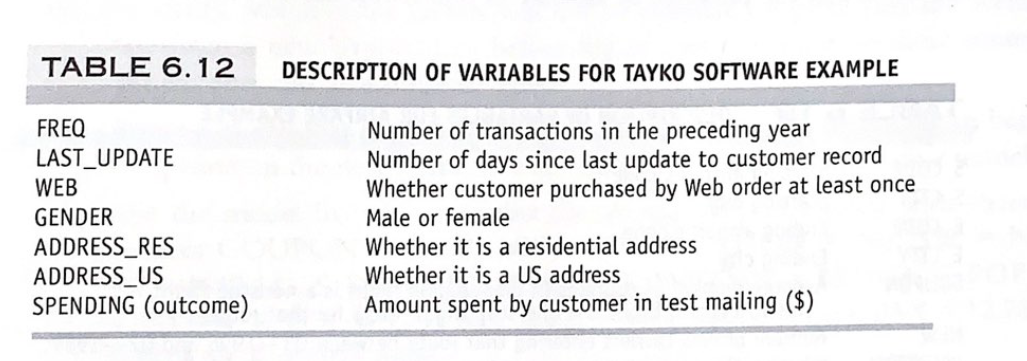 TABLE 6.12 DESCRIPTION OF VARIABLES FOR TAYKO SOFTWARE EXAMPLE
FREQ Number of transactions in the preceding year
LAST_UPDATE Number of days since last update to customer record
WEB Whether customer purchased by Web order at least once
GENDER Male or female
ADDRESS_RES Whether it is a residential address
ADDRESS_US Whether it is a US address
SPENDING (outcome) Amount spent by customer in test mailing ($)